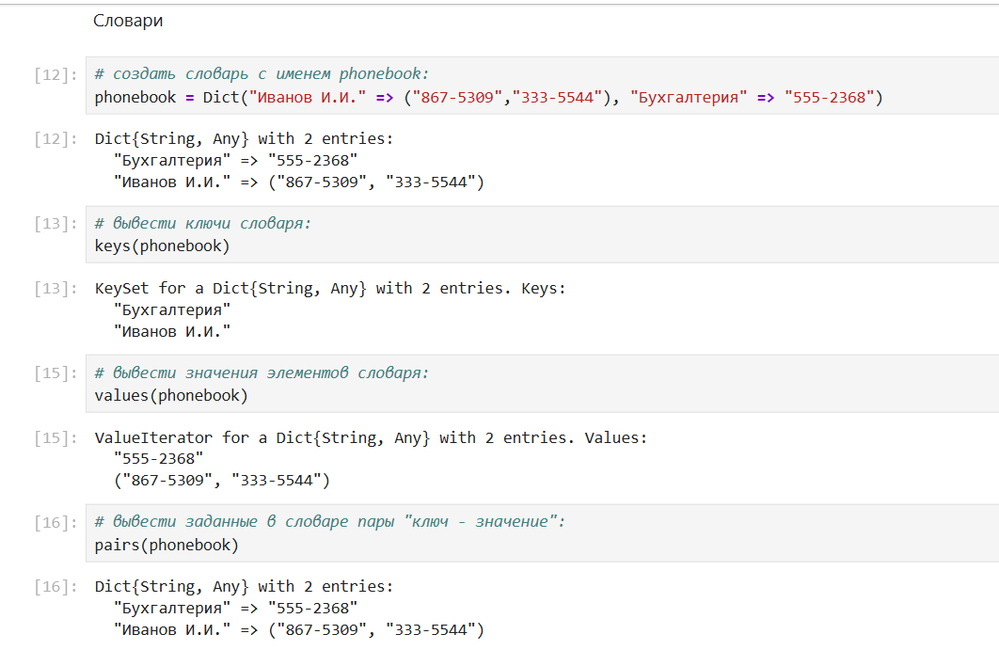 Словари
[12]: # создать словарь с именем phonebook:
phonebook = Dict("Иванов И.И." => ("867-5309","333-5544"), "Бухгалтерия" => "555-2368")
[12]: Dict{String, Any} with 2 entries:
"Бухгалтерия" => "555-2368"
"Иванов И.И." => ("867-5309", "333-5544")
[13]: # вывести ключи словаря:
keys(phonebook)
[13]: KeySet for a Dict{String, Any} with 2 entries. Keys:
"Бухгалтерия"
"Иванов И.И."
[15]: # вывести значения элементов словаря:
values(phonebook)
[15]: ValueIterator for a Dict{String, Any} with 2 entries. Values:
"555-2368"
("867-5309", "333-5544")
[16]: # вывести заданные в словаре пары "ключ - значение":
pairs(phonebook)
[16]: Dict{String, Any} with 2 entries:
"Бухгалтерия" => "555-2368"
"Иванов И.И." => ("867-5309", "333-5544")